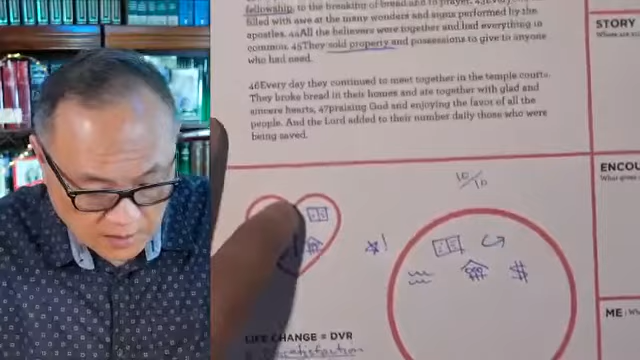 fellowship, to the breaking of bread and to prayer.
filled with awe at the many wonders and signs performed by the
apostles. 44All the believers were together and had everything in
common. 45They sold property and possessions to give to anyone
who had need.
46Every day they continued to meet together in the temple courts.
They broke bread in their homes and ate together with glad and
sincere hearts, 47praising God and enjoying the favor of all the
people. And the Lord added to their number daily those who were
being saved.
10/10
$
LIFE CHANGE = DVR
STORY
ENCOU
ME: